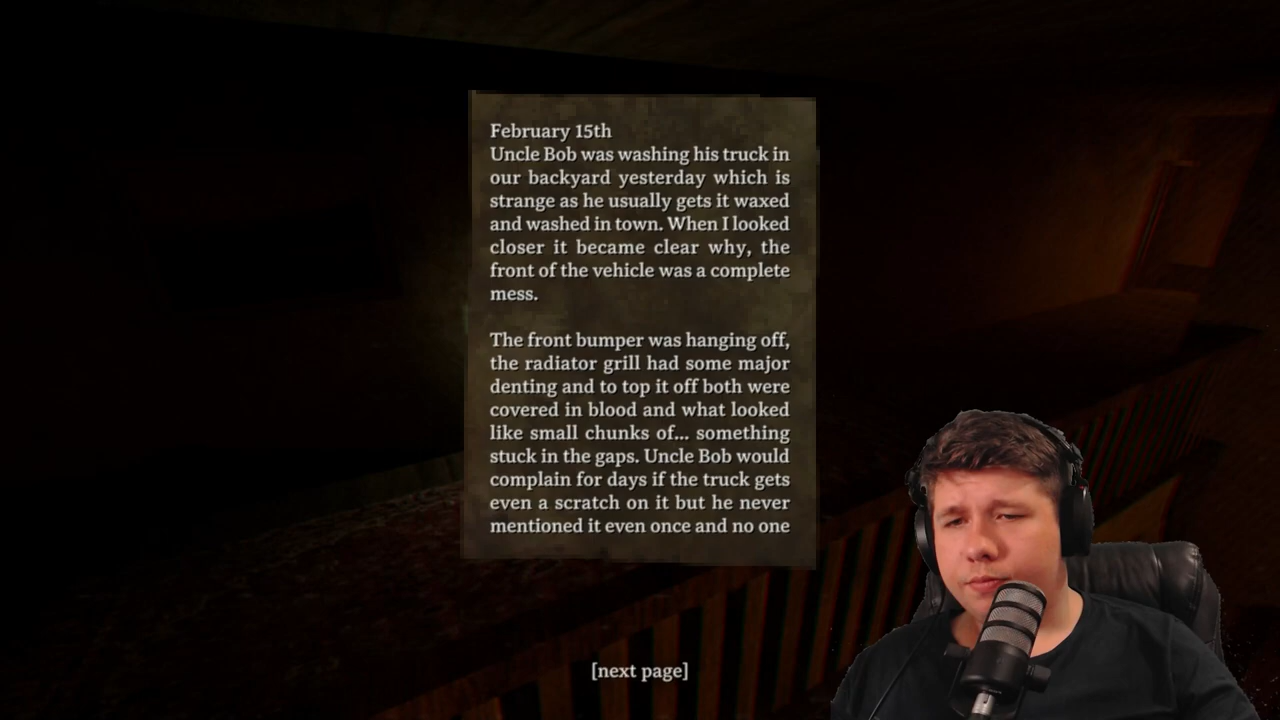 February 15th
Uncle Bob was washing his truck in
our backyard yesterday which is
strange as he usually gets it waxed
and washed in town. When I looked
closer it became clear why, the
front of the vehicle was a complete
mess.
The front bumper was hanging off,
the radiator grill had some major
denting and to top it off both were
covered in blood and what looked
like small chunks of... something
stuck in the gaps. Uncle Bob would
complain for days if the truck gets
even a scratch on it but he never
mentioned it even once and no one
[next page]